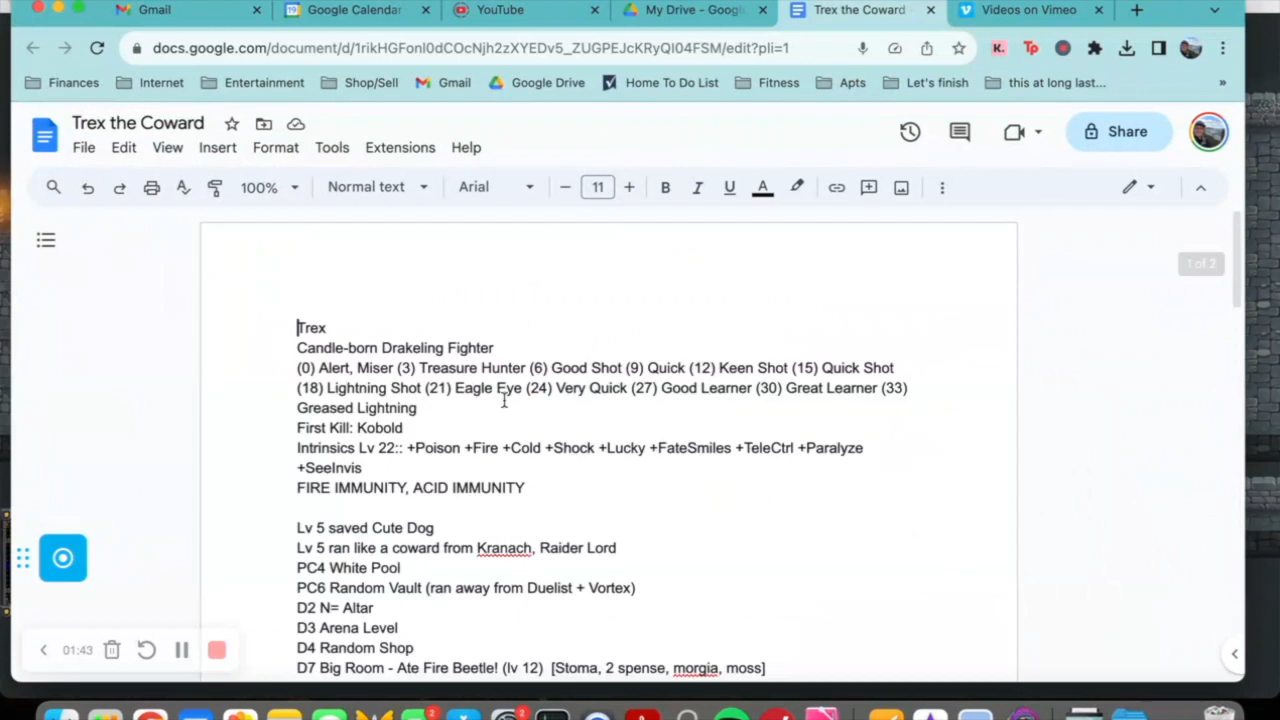 Gmail
Google Calendar
YouTube
My Drive - Googl
Trex the Coward
Videos on Vimeo
docs.google.com/document/d/1rikHGFonI0dCOcNjh2zXYEDv5_ZUGPEJcKRyQI04FSM/edit?pli=1
Finances
Internet
Entertainment
Shop/Sell
Gmail
Google Drive
Home To Do List
Fitness
Apts
Let's finish
this at long last...
»
Trex the Coward
File Edit View Insert Format Tools Extensions Help
Share
100% Normal text Arial − 11 + B I U A
1 of 2
Trex
Candle-born Drakeling Fighter
(0) Alert, Miser (3) Treasure Hunter (6) Good Shot (9) Quick (12) Keen Shot (15) Quick Shot
(18) Lightning Shot (21) Eagle Eye (24) Very Quick (27) Good Learner (30) Great Learner (33)
Greased Lightning
First Kill: Kobold
Intrinsics Lv 22:: +Poison +Fire +Cold +Shock +Lucky +FateSmiles +TeleCtrl +Paralyze
+SeeInvis
FIRE IMMUNITY, ACID IMMUNITY
Lv 5 saved Cute Dog
Lv 5 ran like a coward from Kranach, Raider Lord
PC4 White Pool
PC6 Random Vault (ran away from Duelist + Vortex)
D2 N= Altar
D3 Arena Level
D4 Random Shop
D7 Big Room - Ate Fire Beetle! (lv 12) [Stoma, 2 spense, morgia, moss]
01:43